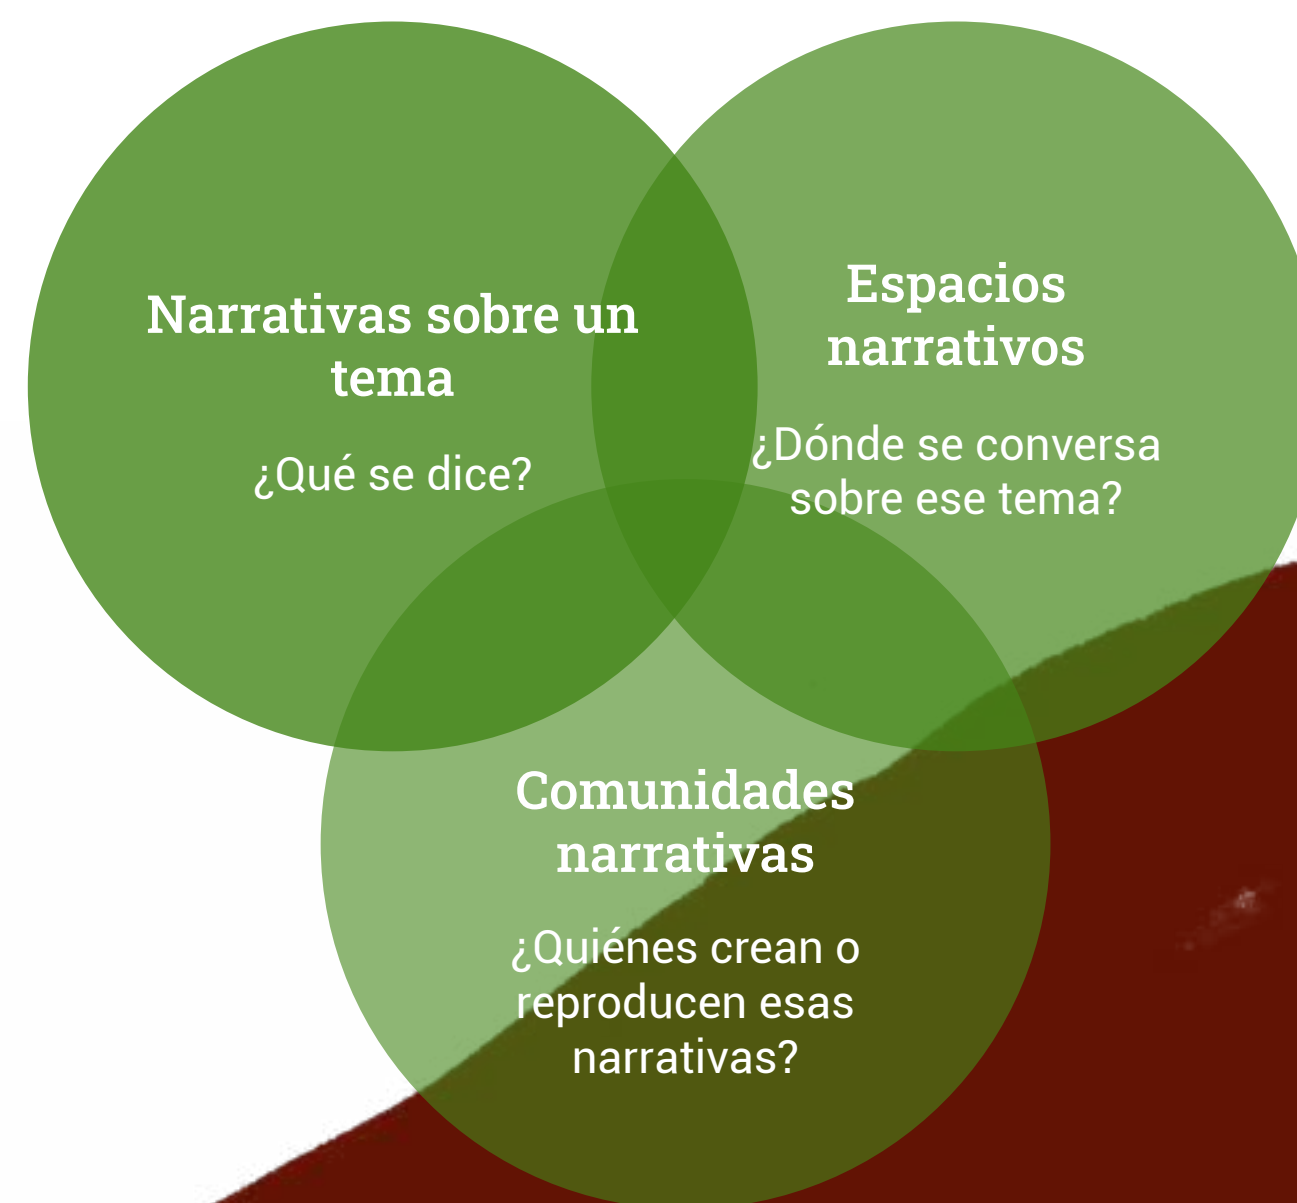 Narrativas sobre un
tema
¿Qué se dice?
Espacios
narrativos
¿Dónde se conversa
sobre ese tema?
Comunidades
narrativas
¿Quiénes crean o
reproducen esas
narrativas?